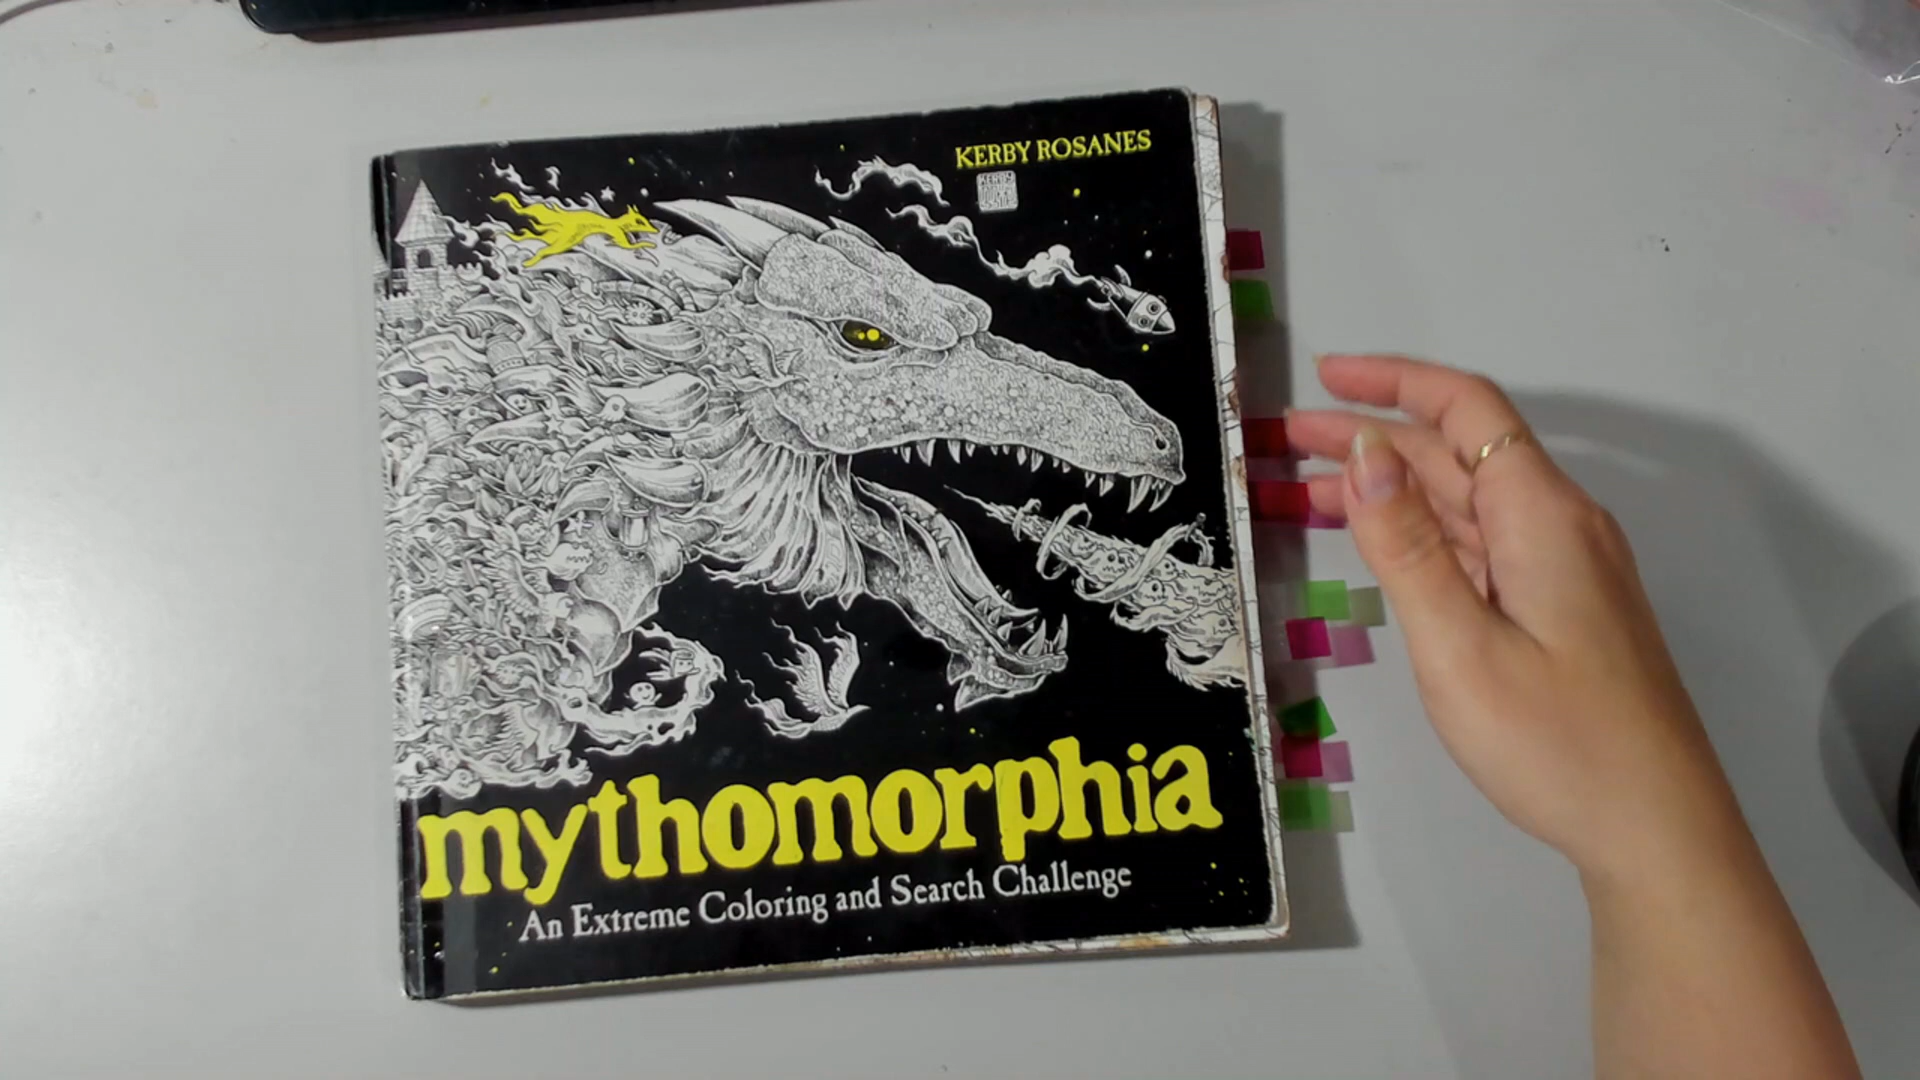 KERBY ROSANES
mythomorphia
An Extreme Coloring and Search Challenge